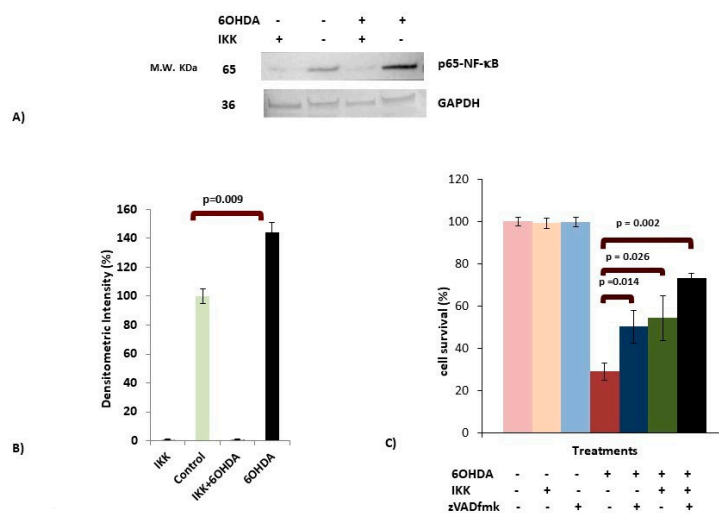 6OHDA - - + +
IKK + - + -
M.W. KDa 65 p65-NF-κB
36 GAPDH
A)
p=0.009
160
140
120
100
80
60
40
20
0
Densitometric Intensity (%)
IKK
Control
IKK+6OHDA
6OHDA
B)
120
100
80
60
40
20
0
cell survival (%)
p = 0.002
p = 0.026
p =0.014
Treatments
C)
6OHDA - - - + + + +
IKK - + - - - + +
zVADfmk - - + - + - +